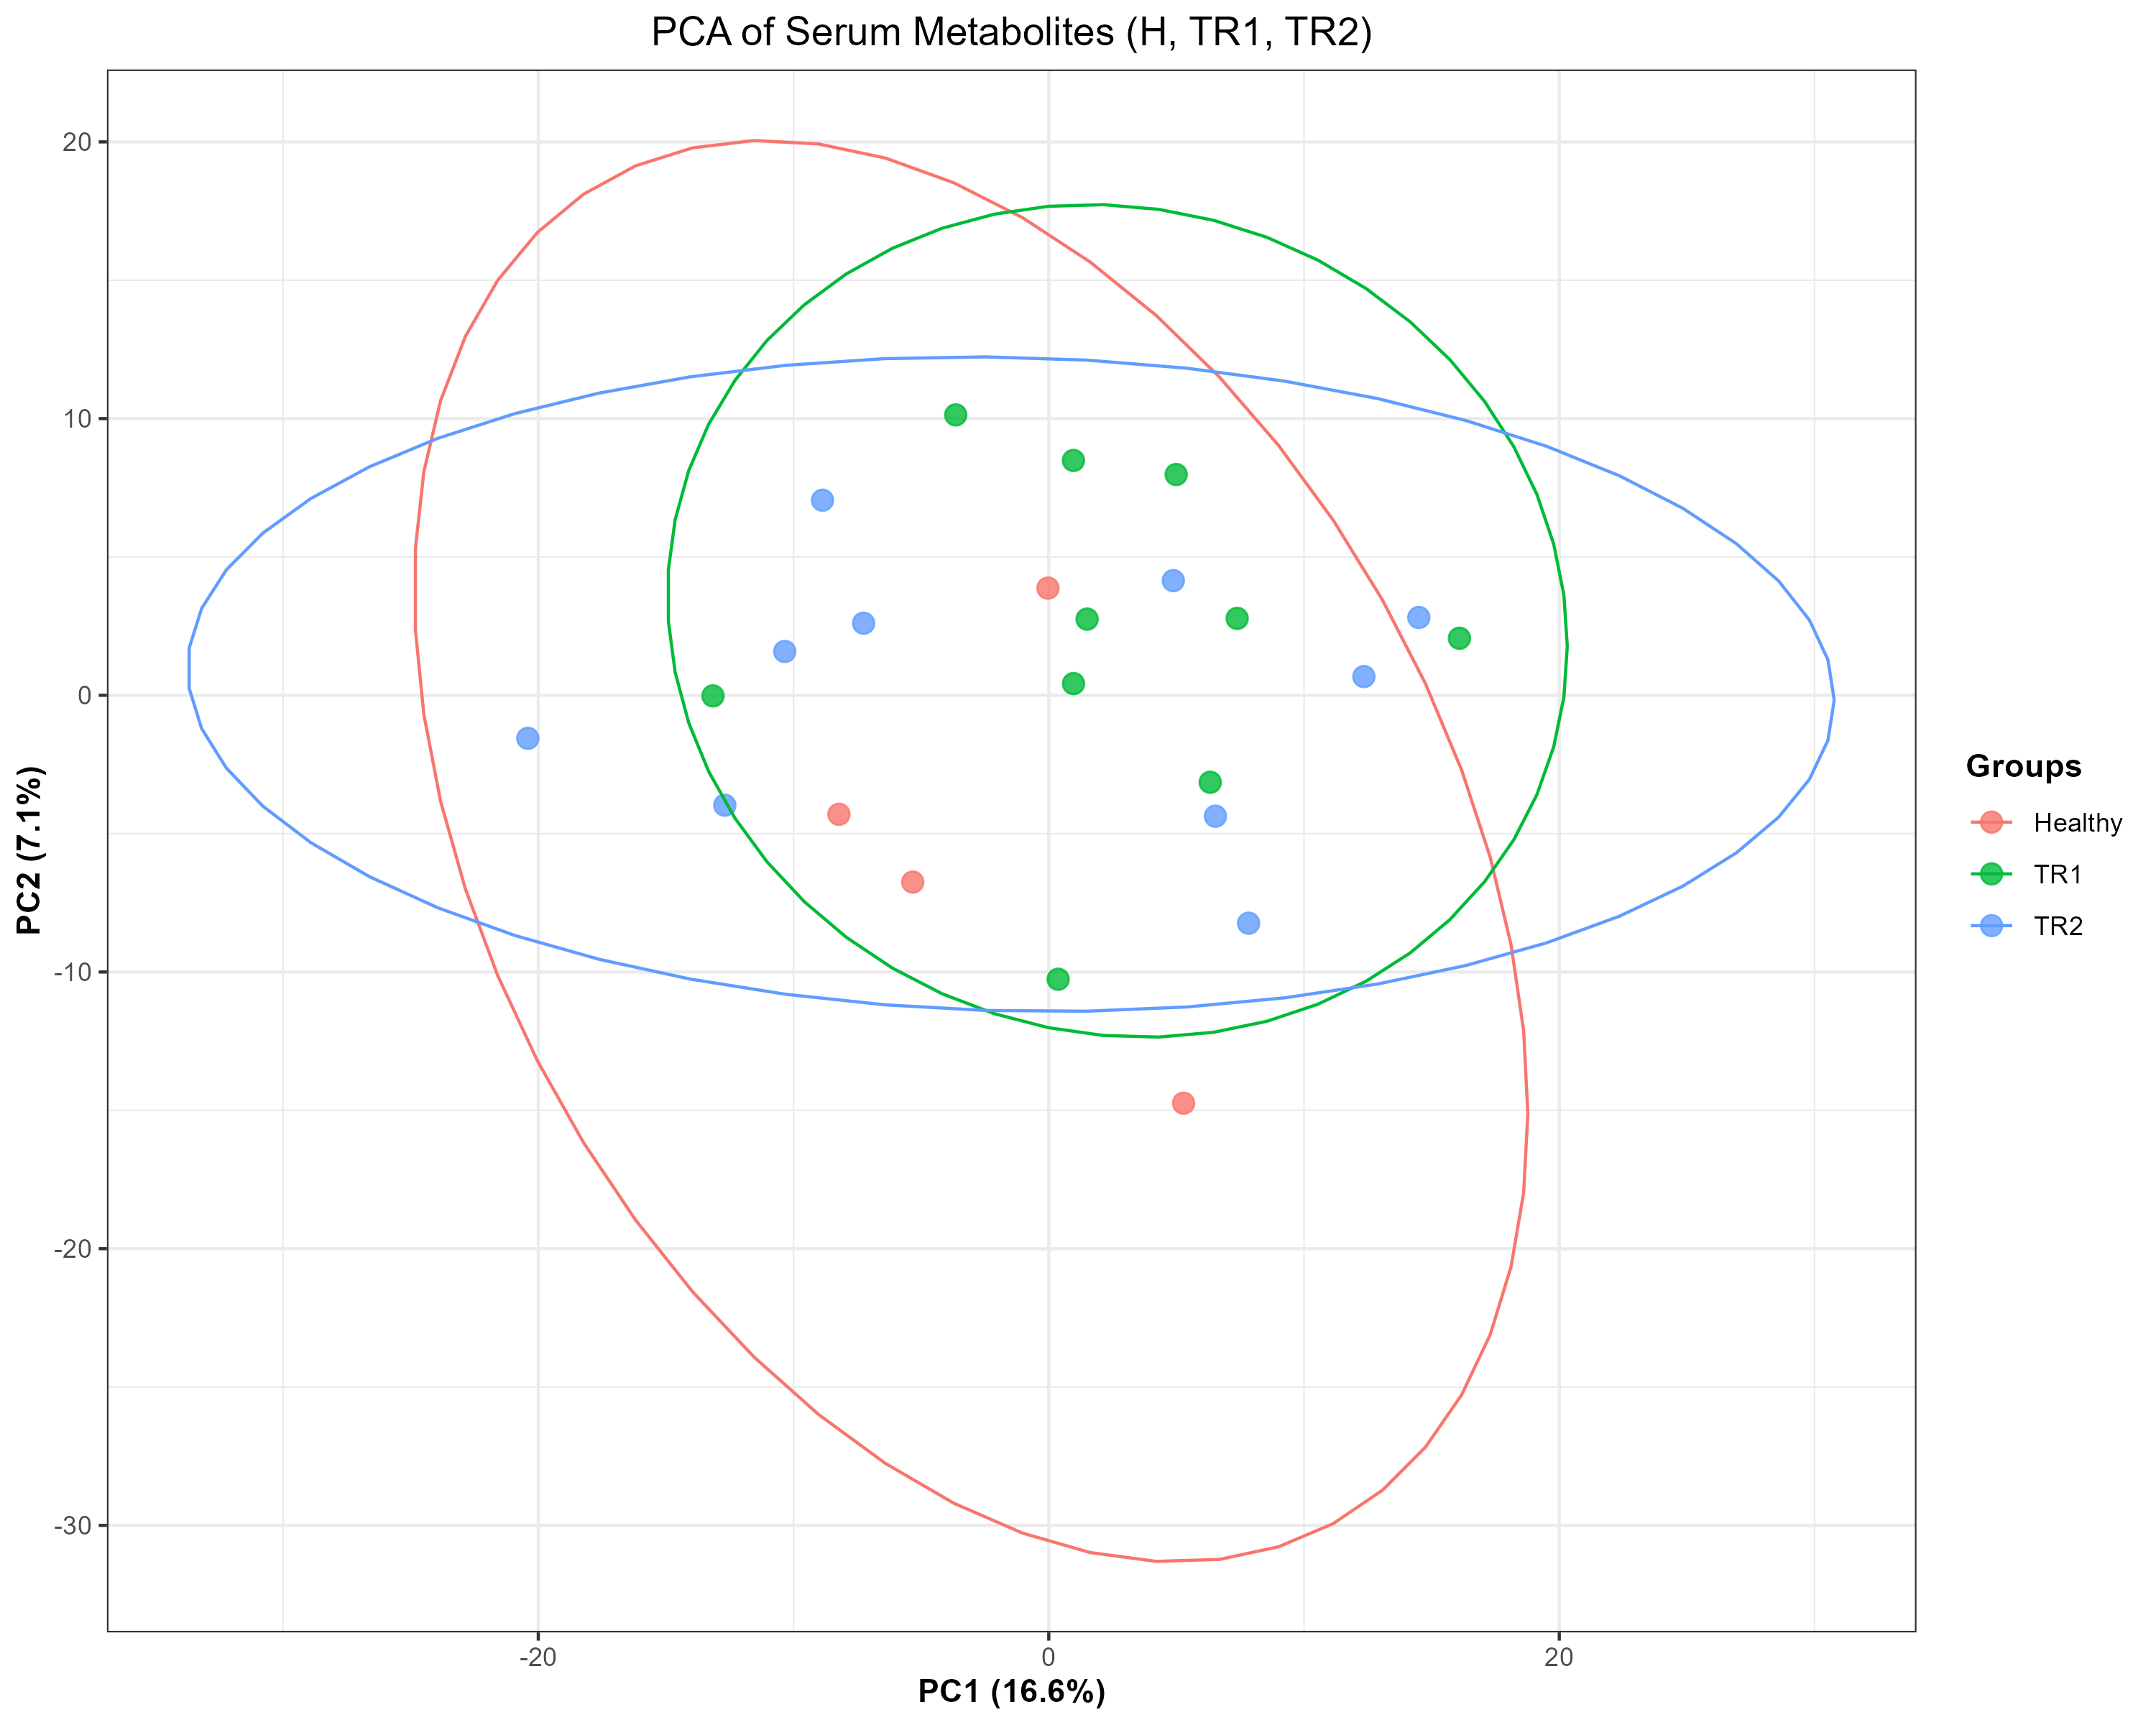 PCA of Serum Metabolites (H, TR1, TR2)
20
10
0
-10
-20
-30
PC2 (7.1%)
-20
0
20
PC1 (16.6%)
Groups
Healthy
TR1
TR2